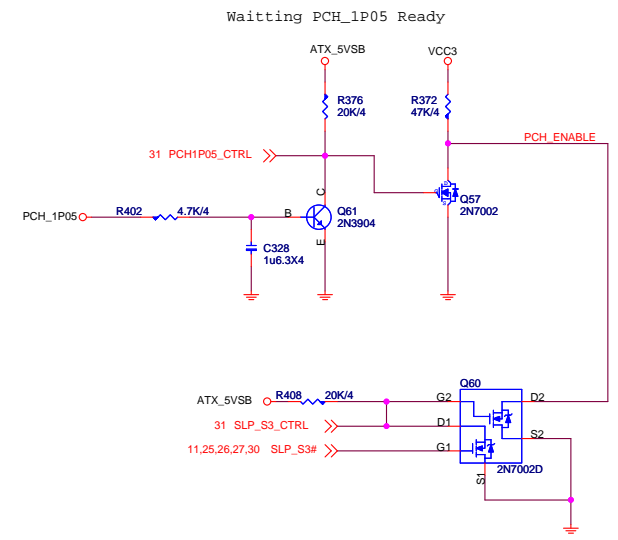 Waitting PCH_1P05 Ready
ATX_5VSB
VCC3
R376
20K/4
R372
47K/4
31 PCH1P05_CTRL
PCH_ENABLE
C
Q57
2N7002
PCH_1P05
R402
4.7K/4
B
Q61
2N3904
E
C328
1u6.3X4
Q60
ATX_5VSB
R408
20K/4
G2
D2
31 SLP_S3_CTRL
D1
S2
11,25,26,27,30 SLP_S3#
G1
S1
2N7002D